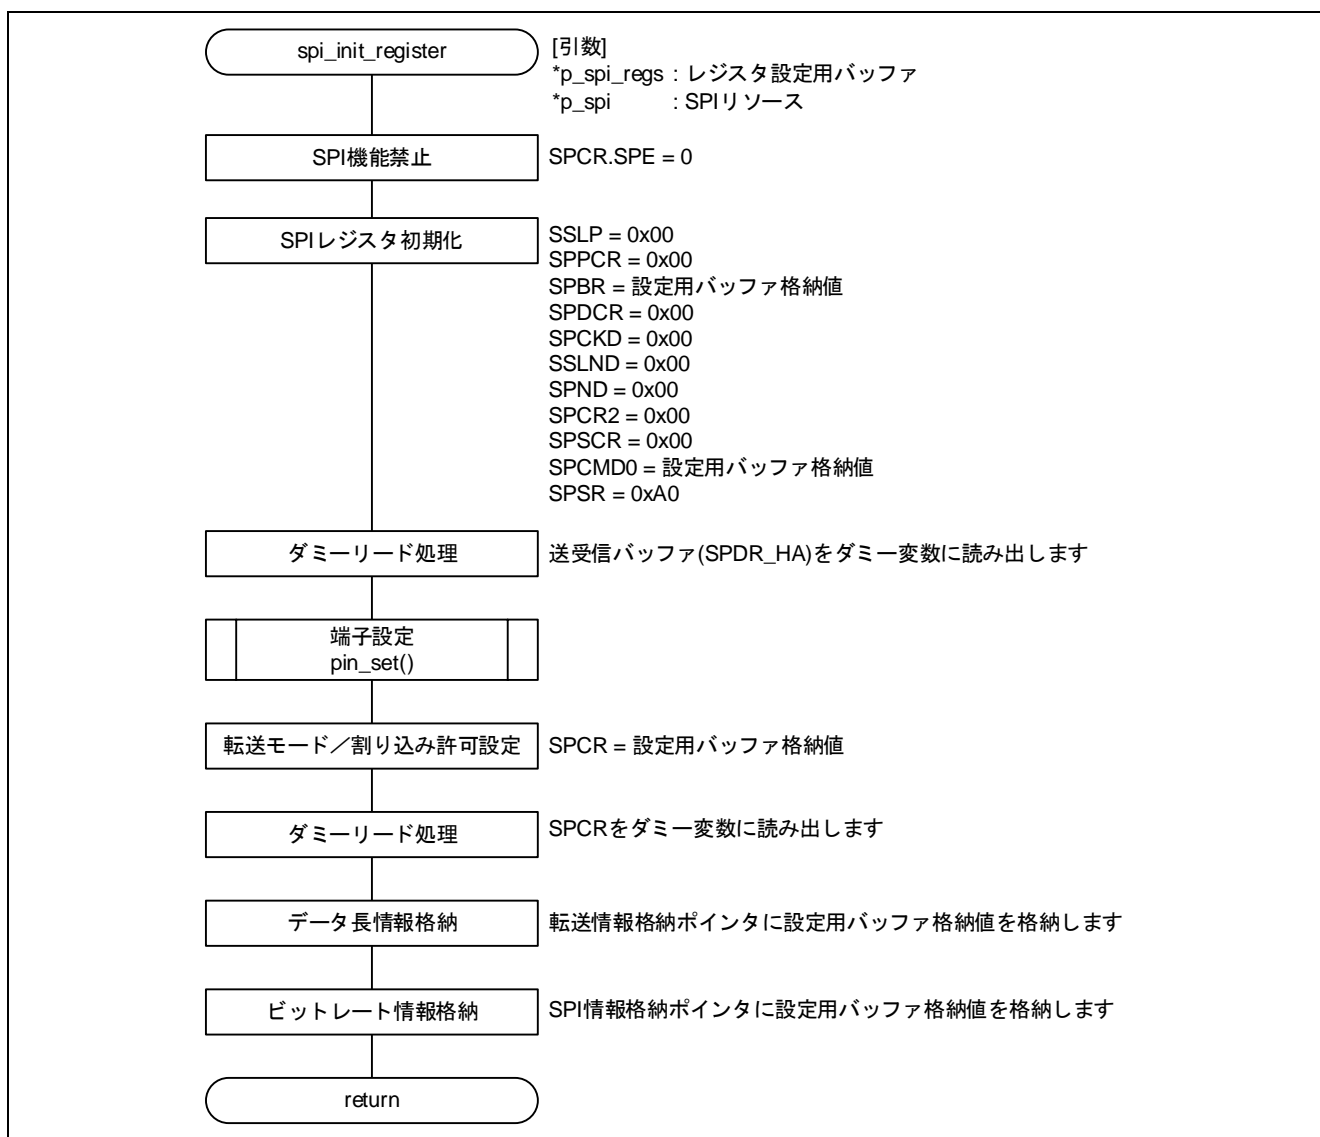 spi_init_register
[引数]
*p_spi_regs : レジスタ設定用バッファ
*p_spi : SPIリソース
SPI機能禁止
SPCR.SPE = 0
SPIレジスタ初期化
SSLP = 0x00
SPPCR = 0x00
SPBR = 設定用バッファ格納値
SPDCR = 0x00
SPCKD = 0x00
SSLND = 0x00
SPND = 0x00
SPCR2 = 0x00
SPSCR = 0x00
SPCMD0 = 設定用バッファ格納値
SPSR = 0xA0
ダミーリード処理
送受信バッファ(SPDR_HA)をダミー変数に読み出します
端子設定
pin_set()
転送モード／割り込み許可設定
SPCR = 設定用バッファ格納値
ダミーリード処理
SPCRをダミー変数に読み出します
データ長情報格納
転送情報格納ポインタに設定用バッファ格納値を格納します
ビットレート情報格納
SPI情報格納ポインタに設定用バッファ格納値を格納します
return